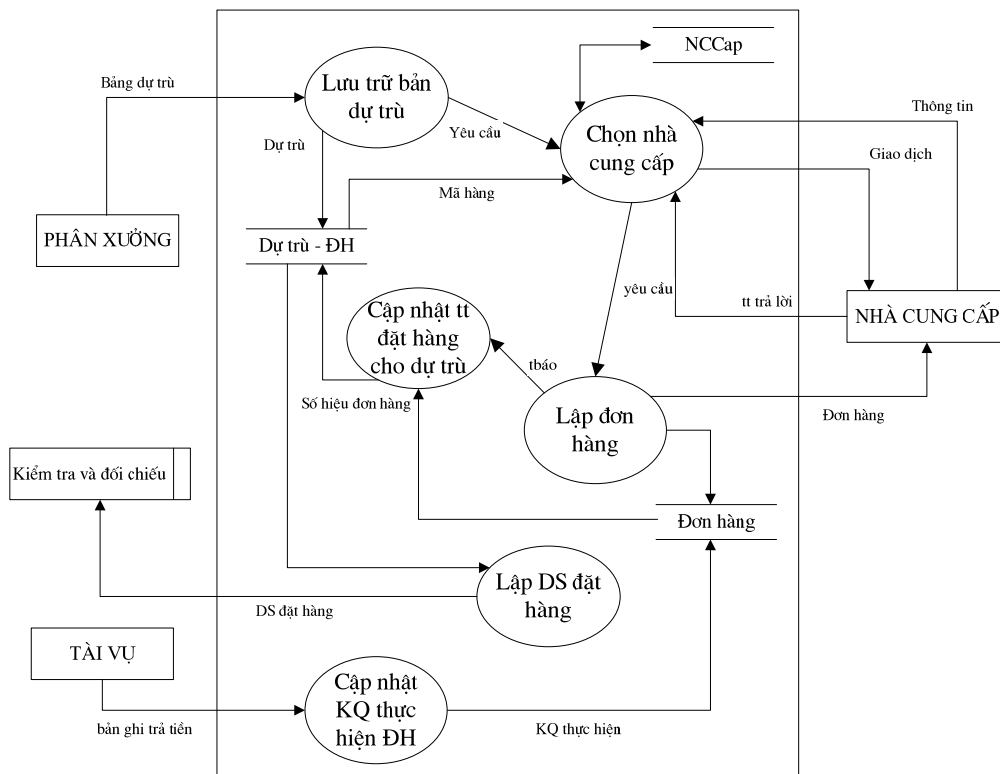 NCCap
Lưu trữ bản
dự trù
Bảng dự trù
Thông tin
Yêu cầu
Chọn nhà
cung cấp
Dự trù
Giao dịch
Mã hàng
PHÂN XƯỞNG
Dự trù - ĐH
yêu cầu
tt trả lời
NHÀ CUNG CẤP
Cập nhật tt
đặt hàng
cho dự trù
tbáo
Số hiệu đơn hàng
Lập đơn
hàng
Đơn hàng
Kiểm tra và đối chiếu
Đơn hàng
Lập DS đặt
hàng
DS đặt hàng
TÀI VỤ
Cập nhật
KQ thực
hiện ĐH
bản ghi trả tiền
KQ thực hiện